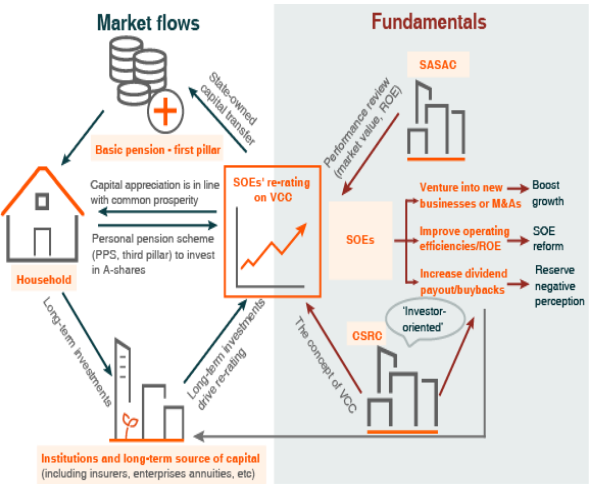 Market flows
Fundamentals
State-owned
capital transfer
Basic pension - first pillar
Capital appreciation is in line
with common prosperity
Personal pension scheme
(PPS, third pillar) to invest
in A-shares
Household
SOEs' re-rating
on VCC
Long-term investments
Long-term investments
drive re-rating
Institutions and long-term source of capital
(including insurers, enterprises annuities, etc)
SASAC
Performance review
(market value, ROE)
SOEs
Venture into new
businesses or M&As
Boost
growth
Improve operating
efficiencies/ROE
SOE
reform
Increase dividend
payout/buybacks
Reserve
negative
perception
'Investor-
oriented'
CSRC
The concept of VCC